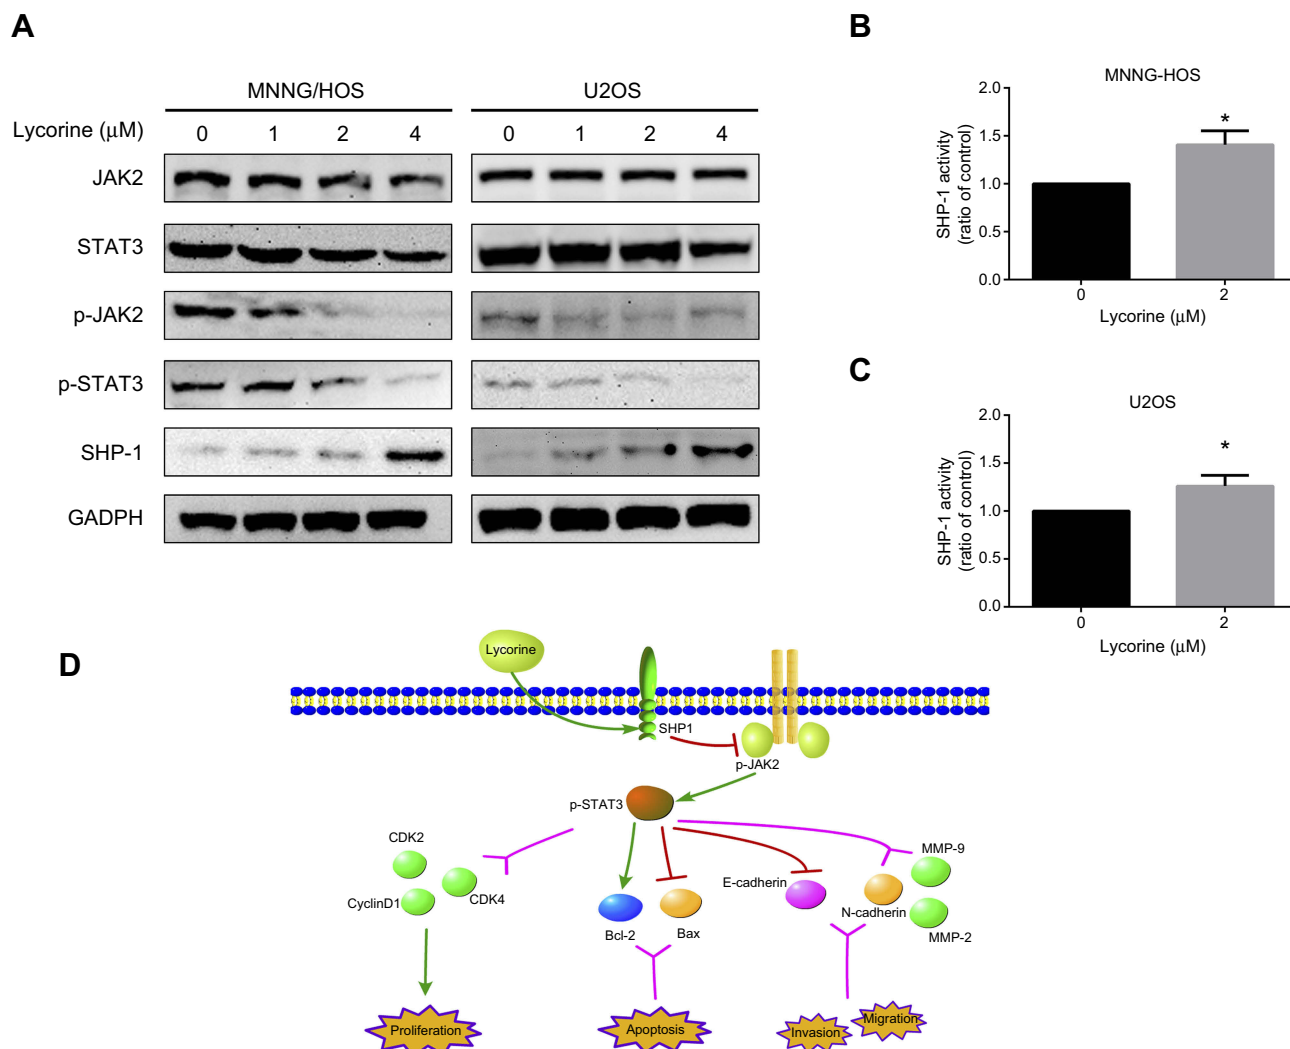 A
MNNG/HOS
U2OS
Lycorine (μM)
0 1 2 4
0 1 2 4
JAK2
STAT3
p-JAK2
p-STAT3
SHP-1
GADPH
B
MNNG-HOS
SHP-1 activity
(ratio of control)
2.0
1.5
1.0
0.5
0.0
*
0 2
Lycorine (μM)
C
U2OS
SHP-1 activity
(ratio of control)
2.0
1.5
1.0
0.5
0.0
*
0 2
Lycorine (μM)
D
Lycorine
SHP1
p-JAK2
p-STAT3
CDK2
CDK4
CyclinD1
Bcl-2
Bax
E-cadherin
N-cadherin
MMP-9
MMP-2
Proliferation
Apoptosis
Invasion
Migration